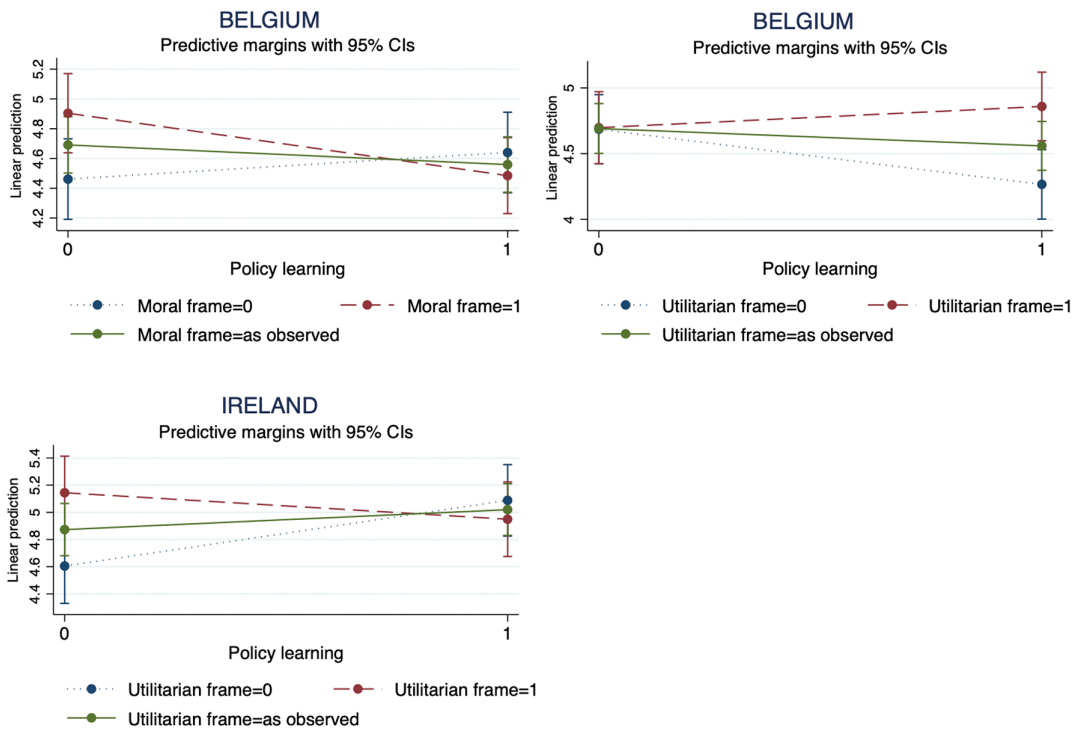 BELGIUM
Predictive margins with 95% CIs
Linear prediction
5.2
5
4.8
4.6
4.4
4.2
0
1
Policy learning
Moral frame=0
Moral frame=1
Moral frame=as observed
BELGIUM
Predictive margins with 95% CIs
Linear prediction
5
4.5
4
0
1
Policy learning
Utilitarian frame=0
Utilitarian frame=1
Utilitarian frame=as observed
IRELAND
Predictive margins with 95% CIs
Linear prediction
5.4
5.2
5
4.8
4.6
4.4
0
1
Policy learning
Utilitarian frame=0
Utilitarian frame=1
Utilitarian frame=as observed